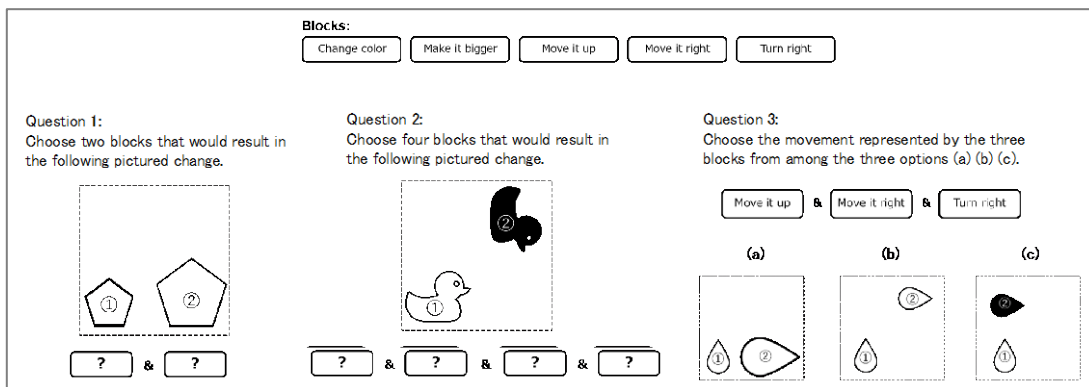 Blocks:
Change color
Make it bigger
Move it up
Move it right
Turn right
Question 1:
Choose two blocks that would result in
the following pictured change.
①
②
? & ?
Question 2:
Choose four blocks that would result in
the following pictured change.
②
①
? & ? & ? & ?
Question 3:
Choose the movement represented by the three
blocks from among the three options (a) (b) (c).
Move it up & Move it right & Turn right
(a)
(b)
(c)
①
②
②
①
②
①